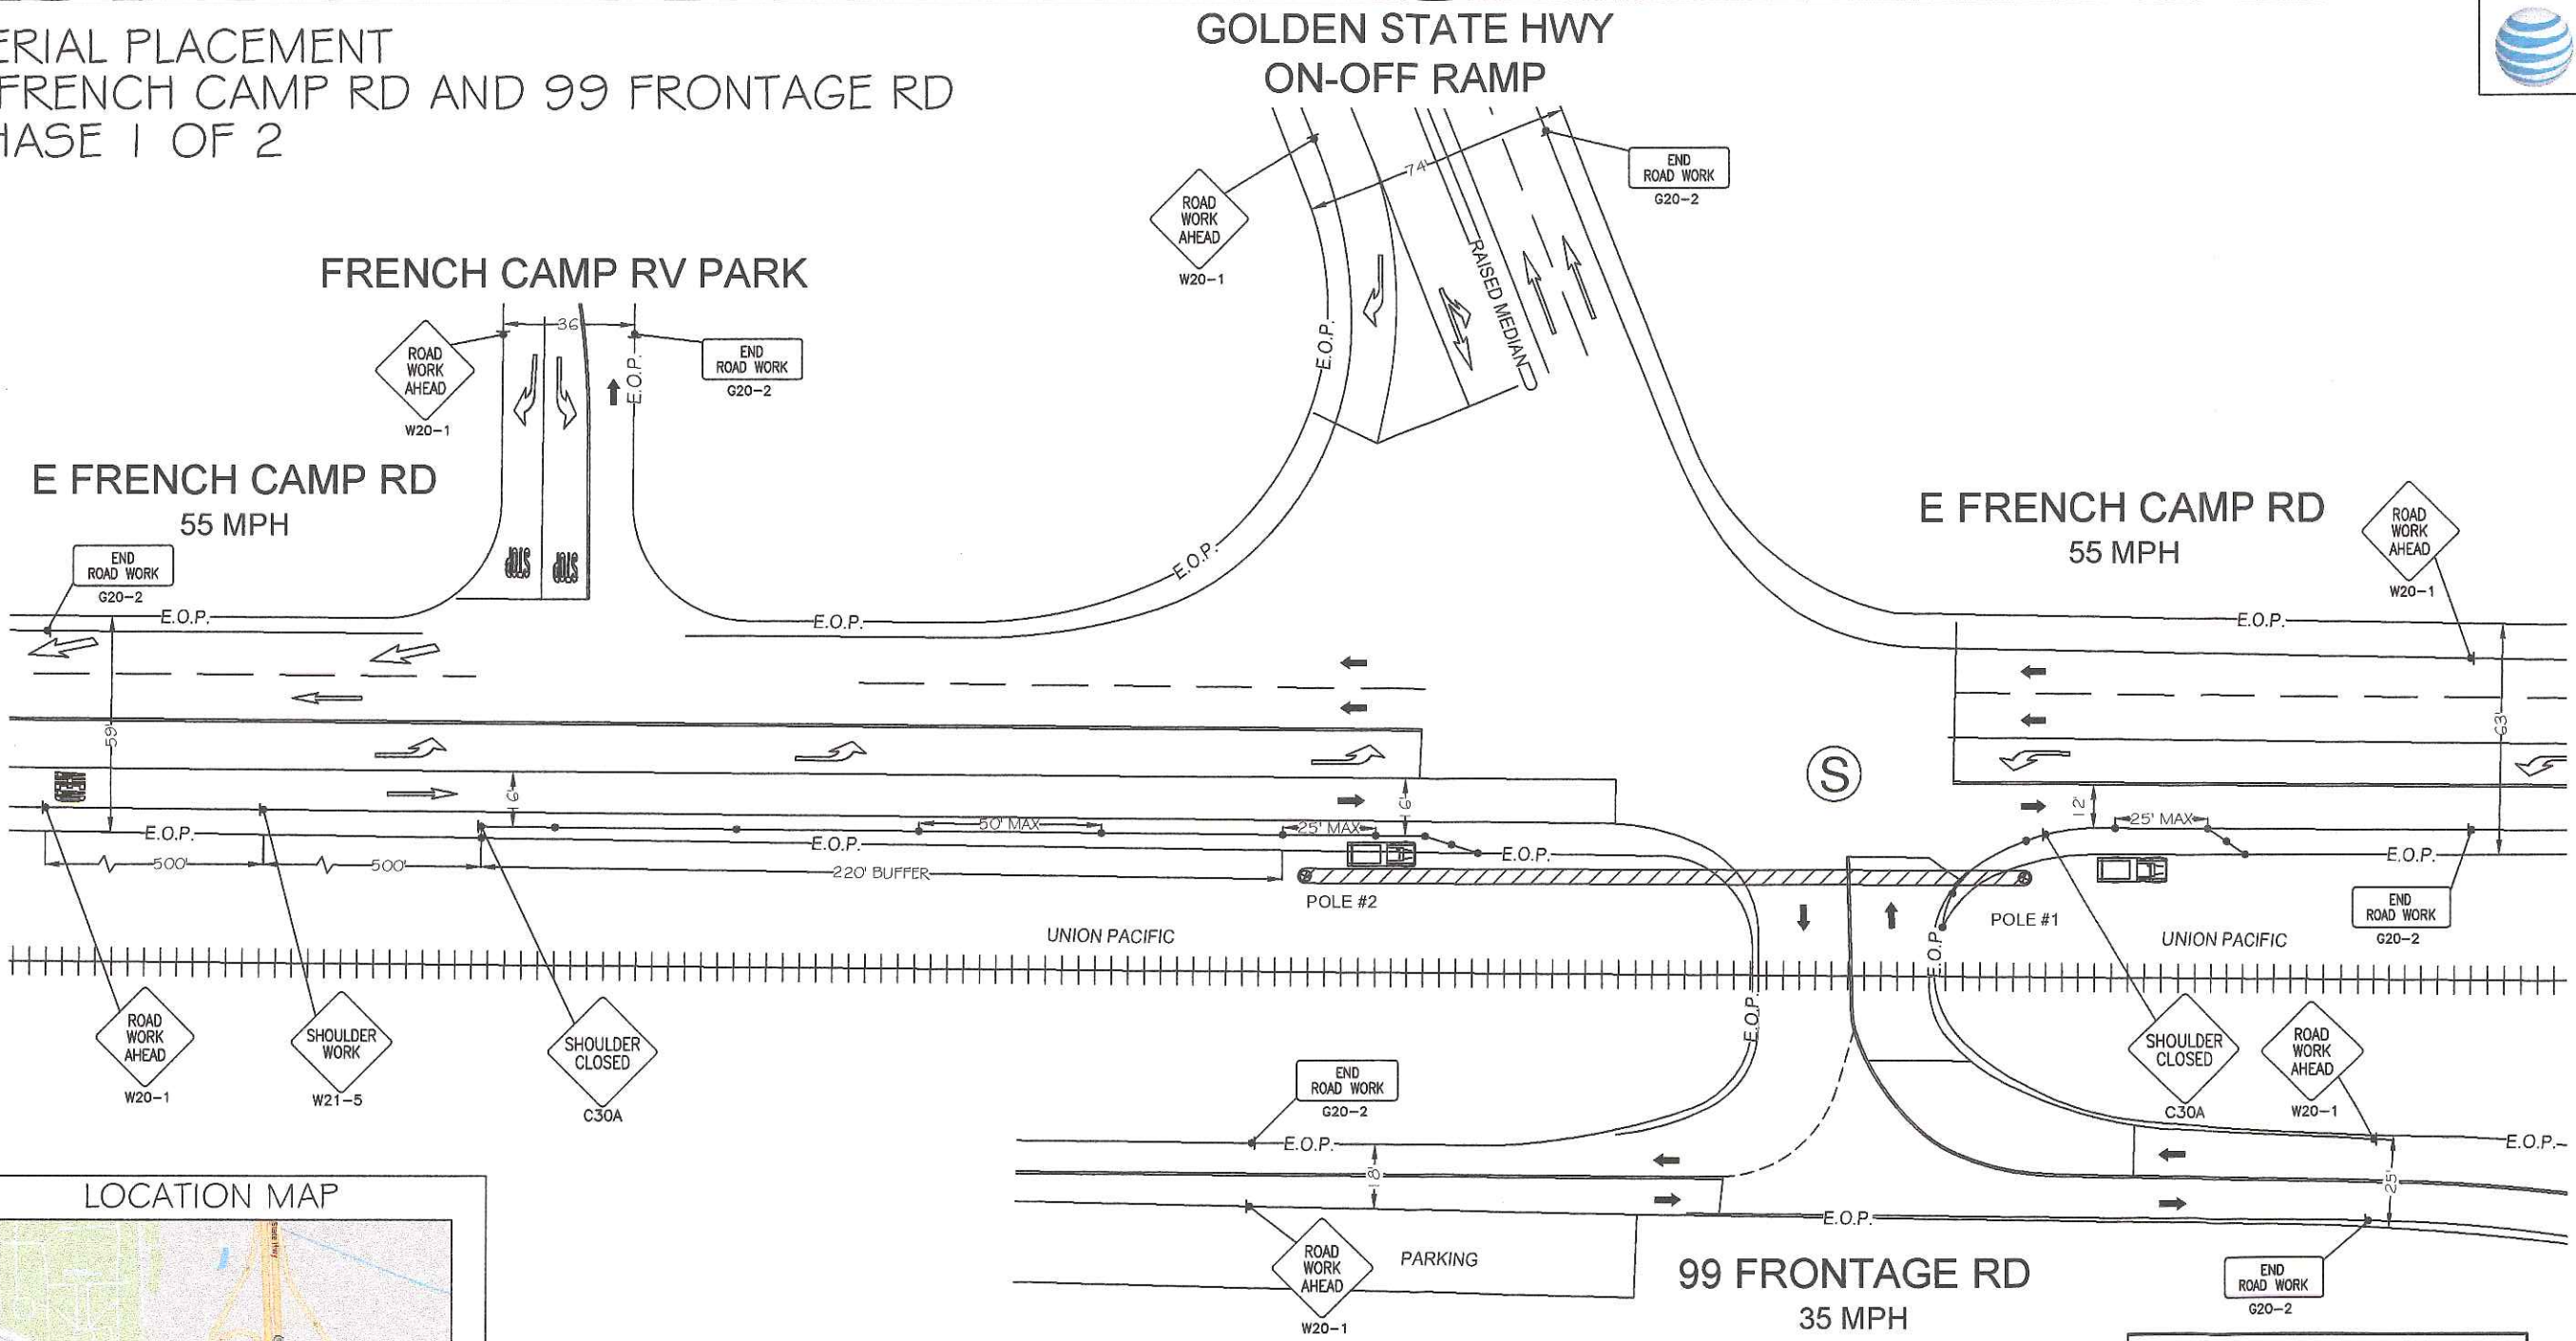 ERIAL PLACEMENT
FRENCH CAMP RD AND 99 FRONTAGE RD
HASE 1 OF 2
GOLDEN STATE HWY
ON-OFF RAMP
74'
END
ROAD WORK
G20-2
ROAD
WORK
AHEAD
W20-1
RAISED MEDIAN
E.O.P.
FRENCH CAMP RV PARK
36'
ROAD
WORK
AHEAD
W20-1
END
ROAD WORK
G20-2
E.O.P.
STOP
STOP
E FRENCH CAMP RD
55 MPH
END
ROAD WORK
G20-2
E.O.P.
E.O.P.
E.O.P.
E FRENCH CAMP RD
55 MPH
ROAD
WORK
AHEAD
W20-1
E.O.P.
59'
63'
S
6'
6'
12'
50' MAX
25' MAX
25' MAX
E.O.P.
E.O.P.
E.O.P.
E.O.P.
500'
500'
220' BUFFER
POLE #2
POLE #1
END
ROAD WORK
G20-2
UNION PACIFIC
UNION PACIFIC
E.O.P.
E.O.P.
ROAD
WORK
AHEAD
W20-1
SHOULDER
WORK
W21-5
SHOULDER
CLOSED
C30A
SHOULDER
CLOSED
C30A
ROAD
WORK
AHEAD
W20-1
END
ROAD WORK
G20-2
E.O.P.
E.O.P.
18'
25'
E.O.P.
ROAD
WORK
AHEAD
W20-1
PARKING
99 FRONTAGE RD
35 MPH
END
ROAD WORK
G20-2
LOCATION MAP